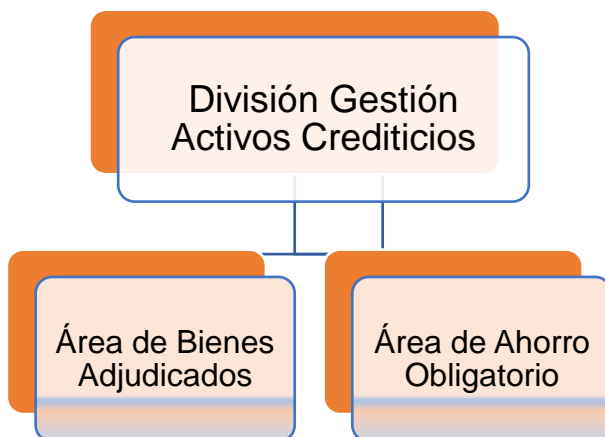 División Gestión
Activos Crediticios
Área de Bienes
Adjudicados
Área de Ahorro
Obligatorio